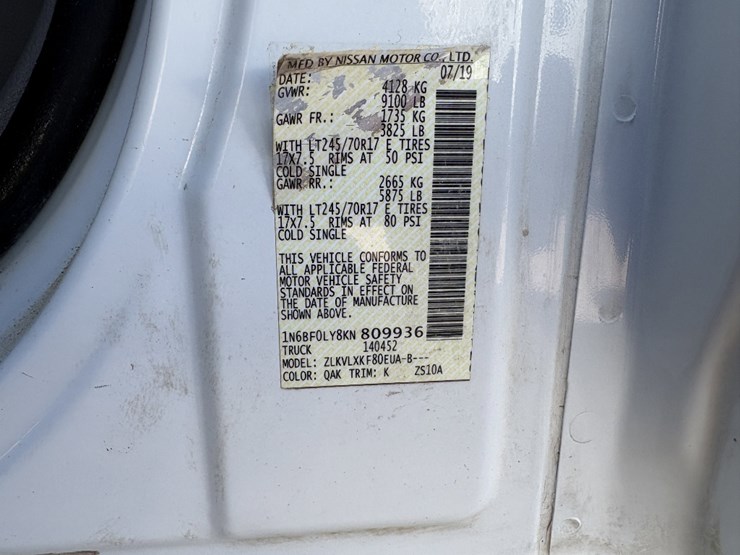 MFD BY NISSAN MOTOR CO., LTD.
DATE: 07/19
GVWR: 4128 KG
9100 LB
GAWR FR.: 1735 KG
3825 LB
WITH LT245/70R17 E TIRES
17X7.5 RIMS AT 50 PSI
COLD SINGLE
GAWR RR.: 2665 KG
5875 LB
WITH LT245/70R17 E TIRES
17X7.5 RIMS AT 80 PSI
COLD SINGLE
THIS VEHICLE CONFORMS TO
ALL APPLICABLE FEDERAL
MOTOR VEHICLE SAFETY
STANDARDS IN EFFECT ON
THE DATE OF MANUFACTURE
SHOWN ABOVE.
1N6BF0LY8KN 809936
TRUCK 140452
MODEL: ZLKVLXKF80EUA-B---
COLOR: QAK TRIM: K ZS10A